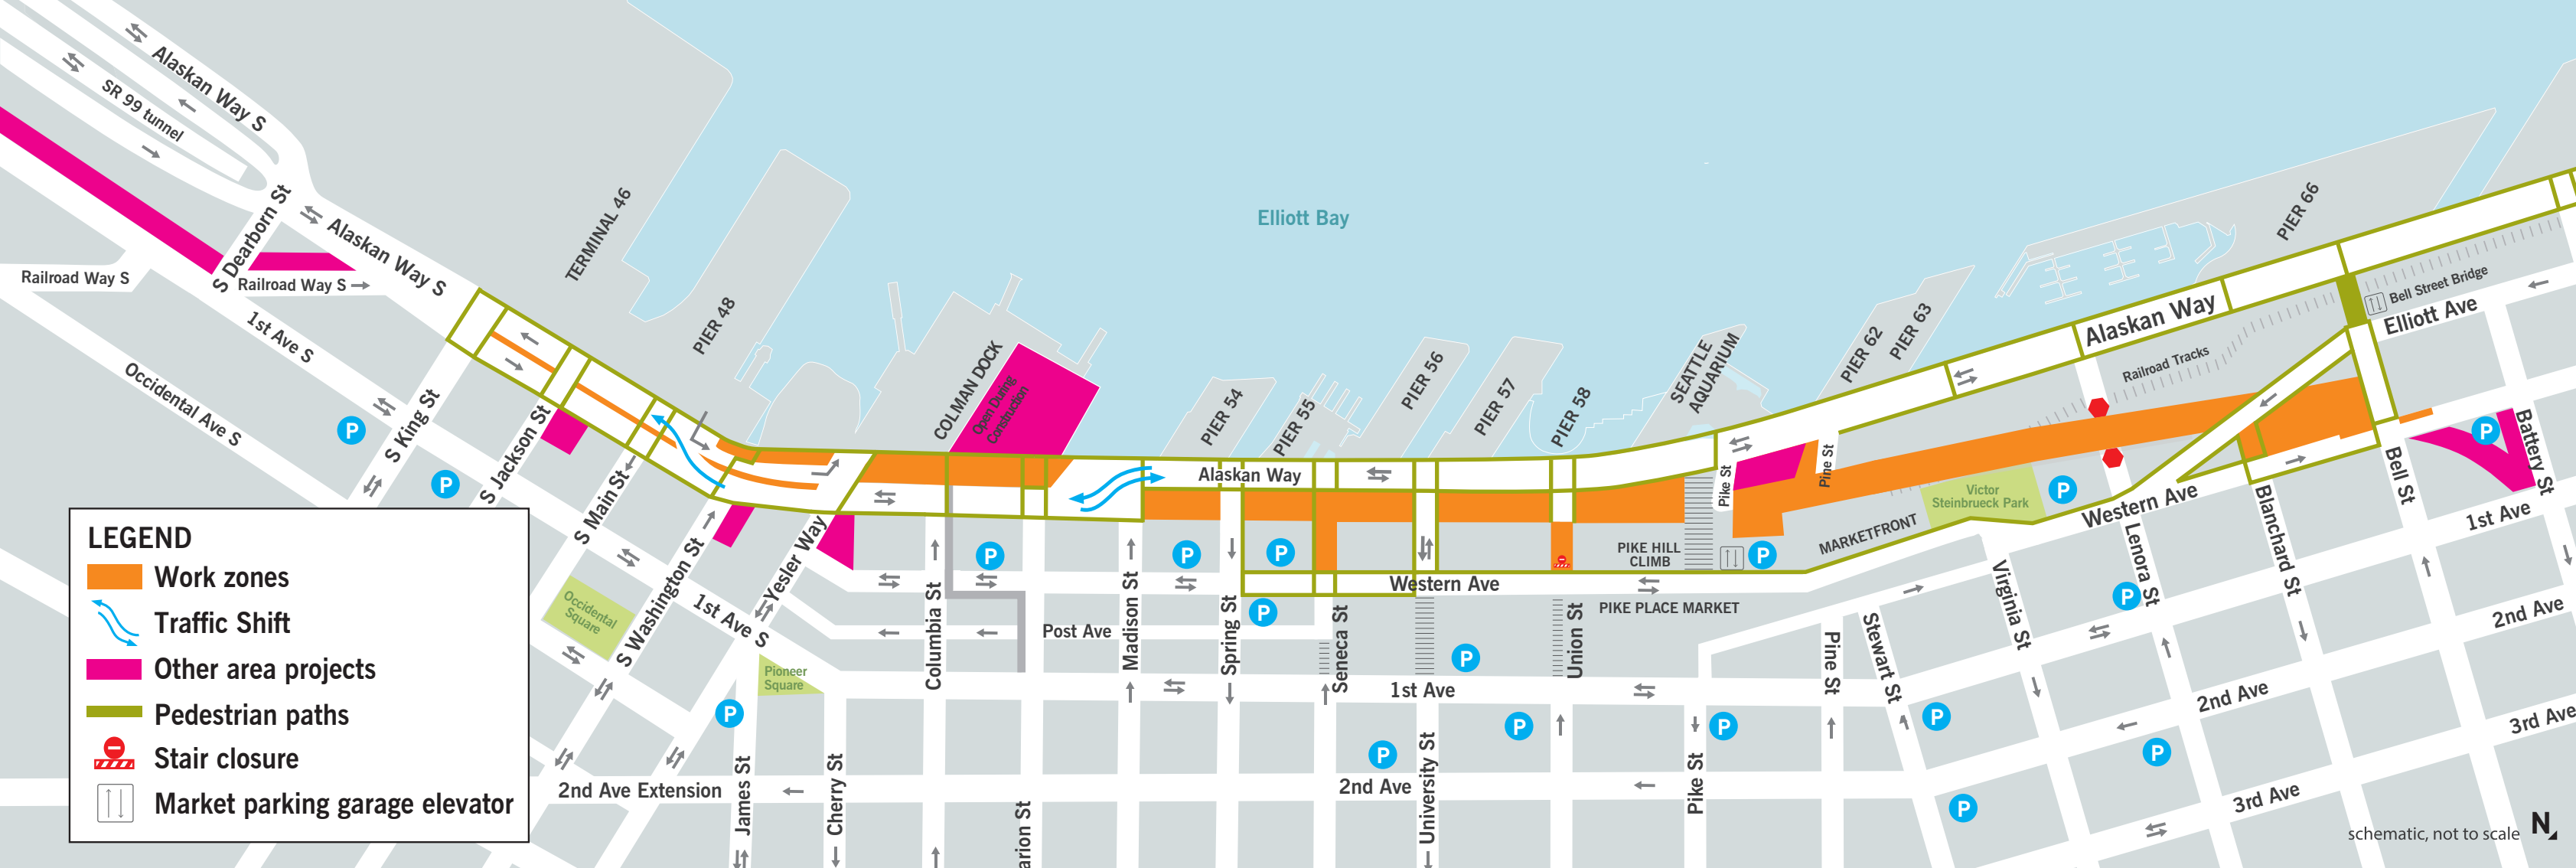 Alaskan Way S
SR 99 tunnel
S Dearborn St
Alaskan Way S
Railroad Way S
Railroad Way S
1st Ave S
Occidental Ave S
P
S King St
P
S Jackson St
S Main St
S Washington St
Yesler Way
Occidental
Square
1st Ave S
Pioneer
Square
P
TERMINAL 46
PIER 48
COLMAN DOCK
Open During
Construction
Elliott Bay
PIER 54
PIER 55
PIER 56
PIER 57
PIER 58
SEATTLE
AQUARIUM
PIER 62
PIER 63
PIER 66
Alaskan Way
Alaskan Way
Bell Street Bridge
Elliott Ave
Railroad Tracks
Pike St
Pine St
Victor
Steinbrueck Park
P
MARKETFRONT
Western Ave
PIKE HILL
CLIMB
P
P
P
P
P
Western Ave
PIKE PLACE MARKET
Post Ave
Columbia St
Madison St
Spring St
Seneca St
University St
Union St
P
1st Ave
P
P
P
P
2nd Ave
2nd Ave Extension
James St
Cherry St
arion St
Pike St
Pine St
Stewart St
Virginia St
Lenora St
Blanchard St
Bell St
Battery St
P
P
1st Ave
2nd Ave
2nd Ave
3rd Ave
3rd Ave
P
P
P
LEGEND
Work zones
Traffic Shift
Other area projects
Pedestrian paths
Stair closure
Market parking garage elevator
schematic, not to scale
N